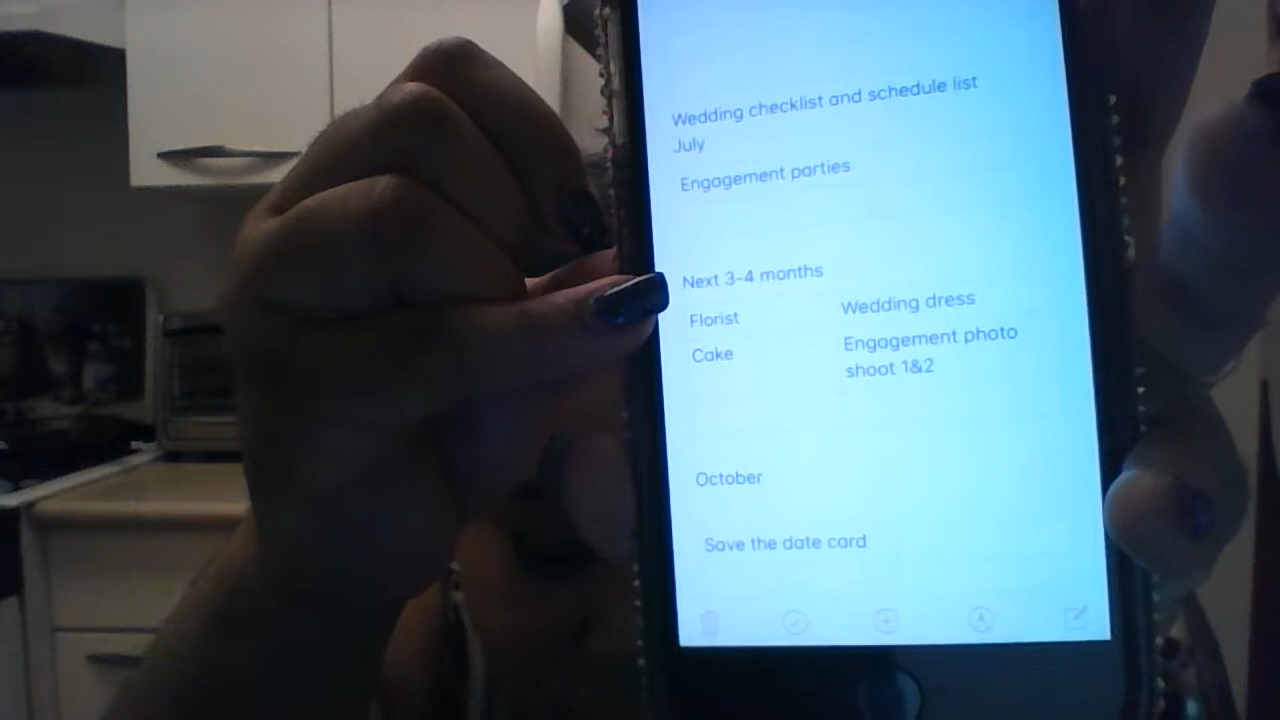 Wedding checklist and schedule list
July
Engagement parties
Next 3-4 months
Florist
Wedding dress
Cake
Engagement photo
shoot 1&2
October
Save the date card